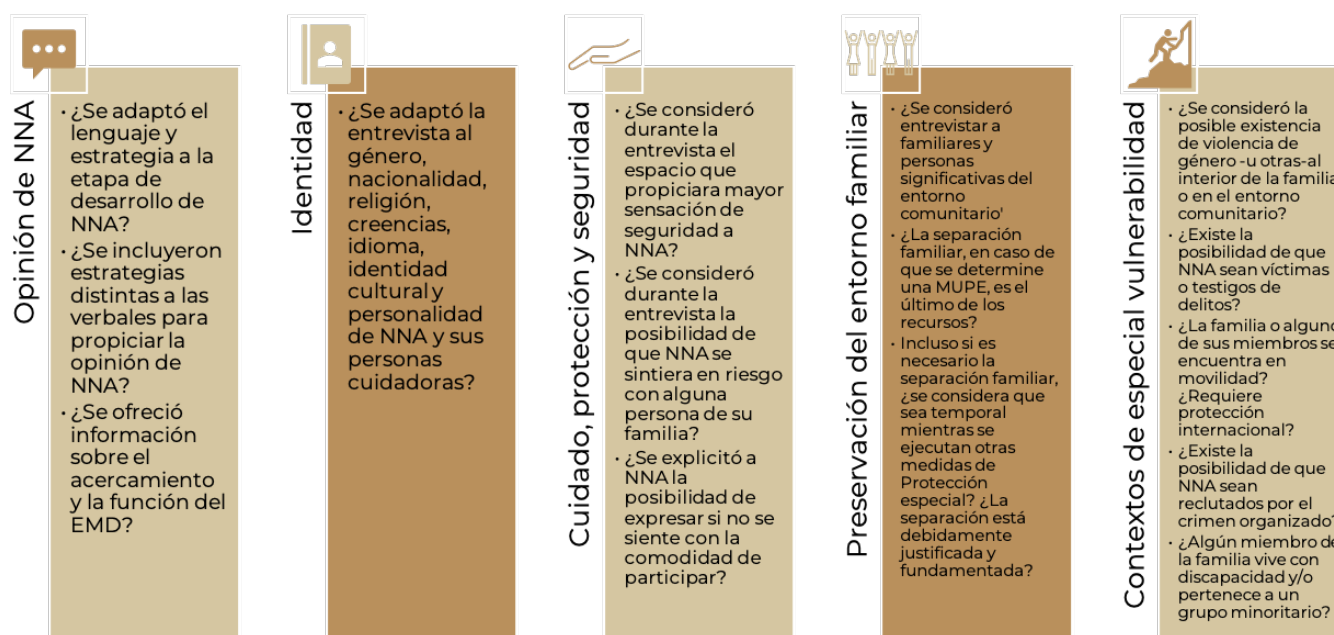 Opinión de NNA
· ¿Se adaptó el
lenguaje y
estrategia a la
etapa de
desarrollo de
NNA?
· ¿Se incluyeron
estrategias
distintas a las
verbales para
propiciar la
opinión de
NNA?
· ¿Se ofreció
información
sobre el
acercamiento
y la función del
EMD?
Identidad
· ¿Se adaptó la
entrevista al
género,
nacionalidad,
religión,
creencias,
idioma,
identidad
cultural y
personalidad
de NNA y sus
personas
cuidadoras?
Cuidado, protección y seguridad
· ¿Se consideró
durante la
entrevista el
espacio que
propiciara mayor
sensación de
seguridad a
NNA?
· ¿Se consideró
durante la
entrevista la
posibilidad de
que NNA se
sintiera en riesgo
con alguna
persona de su
familia?
· ¿Se explicitó a
NNA la
posibilidad de
expresar si no se
siente con la
comodidad de
participar?
Preservación del entorno familiar
· ¿Se consideró
entrevistar a
familiares y
personas
significativas del
entorno
comunitario'
· ¿La separación
familiar, en caso de
que se determine
una MUPE, es el
último de los
recursos?
· Incluso si es
necesario la
separación familiar,
¿se considera que
sea temporal
mientras se
ejecutan otras
medidas de
Protección
especial? ¿La
separación está
debidamente
justificada y
fundamentada?
Contextos de especial vulnerabilidad
· ¿Se consideró la
posible existencia
de violencia de
género -u otras-al
interior de la familia
o en el entorno
comunitario?
· ¿Existe la
posibilidad de que
NNA sean víctimas
o testigos de
delitos?
· ¿La familia o alguno
de sus miembros se
encuentra en
movilidad?
¿Requiere
protección
internacional?
· ¿Existe la
posibilidad de que
NNA sean
reclutados por el
crimen organizado?
· ¿Algún miembro de
la familia vive con
discapacidad y/o
pertenece a un
grupo minoritario?